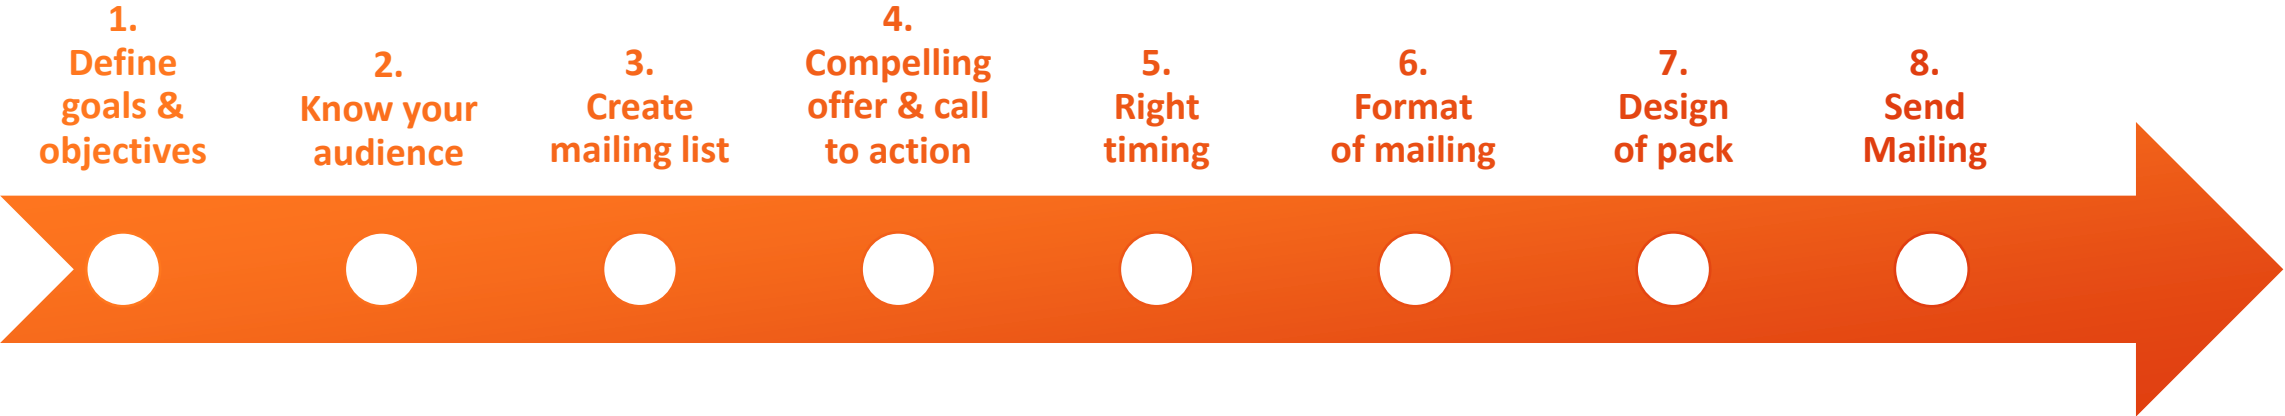 1.
Define
goals &
objectives
2.
Know your
audience
3.
Create
mailing list
4.
Compelling
offer & call
to action
5.
Right
timing
6.
Format
of mailing
7.
Design
of pack
8.
Send
Mailing